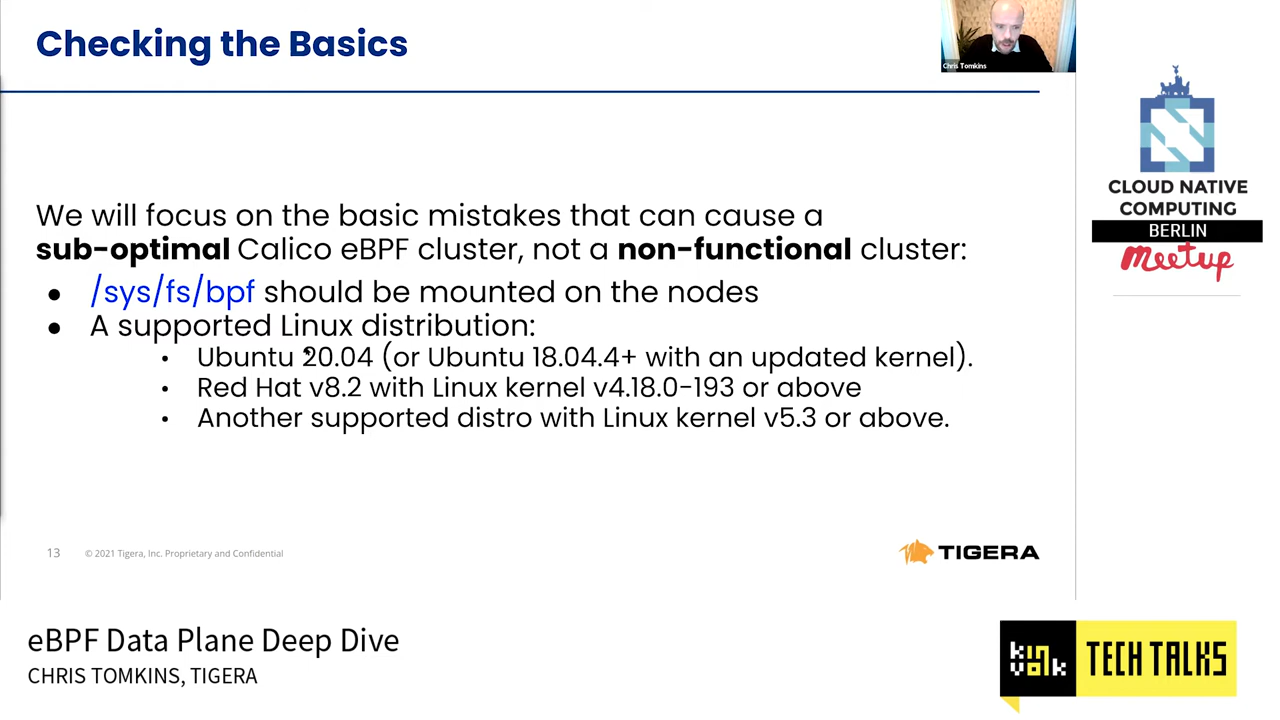 Checking the Basics
Chris Tomkins
CLOUD NATIVE
COMPUTING
BERLIN
meetup
We will focus on the basic mistakes that can cause a
sub-optimal Calico eBPF cluster, not a non-functional cluster:
● /sys/fs/bpf should be mounted on the nodes
● A supported Linux distribution:
• Ubuntu 20.04 (or Ubuntu 18.04.4+ with an updated kernel).
• Red Hat v8.2 with Linux kernel v4.18.0-193 or above
• Another supported distro with Linux kernel v5.3 or above.
13 © 2021 Tigera, Inc. Proprietary and Confidential
TIGERA
eBPF Data Plane Deep Dive
CHRIS TOMKINS, TIGERA
kinvolk TECH TALKS